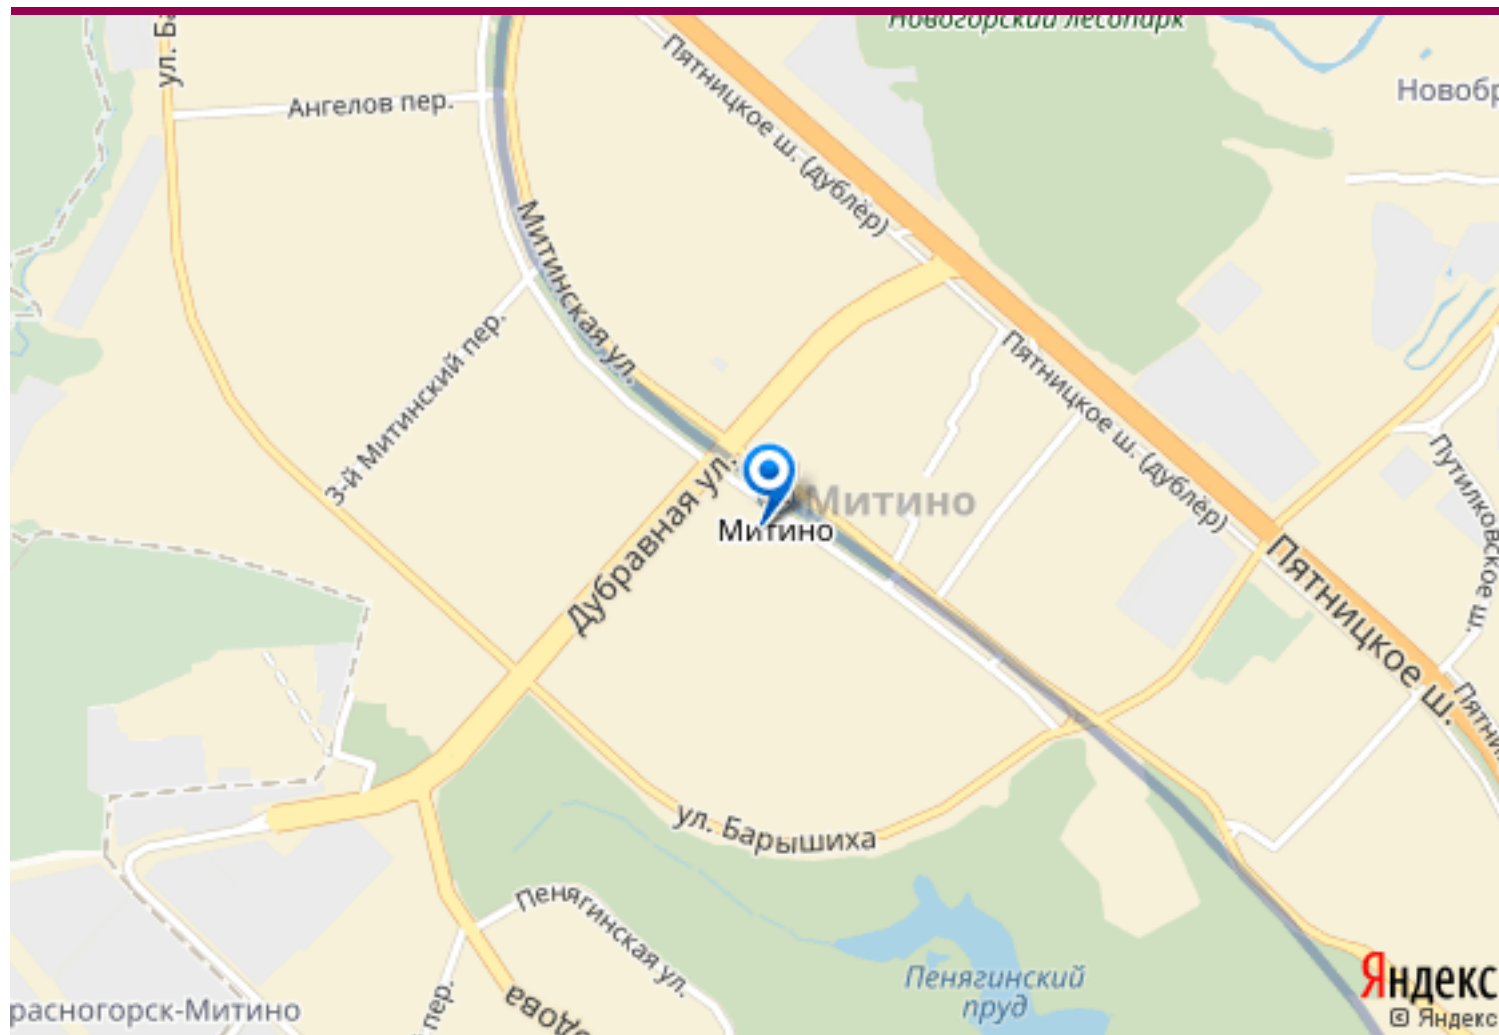 Новогорский лесопарк
ул. Ба
Пятницкое ш. (дублёр)
Новобр
Ангелов пер.
Митинская ул.
3-й Митинский пер.
Пятницкое ш. (дублёр)
Путилковское ш.
Дубравная ул.
Митино
Митино
Пятницкое ш.
Пятни
ул. Барышиха
Пенягинская ул.
Пенягинский
пруд
расногорск-Митино
пер.
Яндекс
© Яндекс